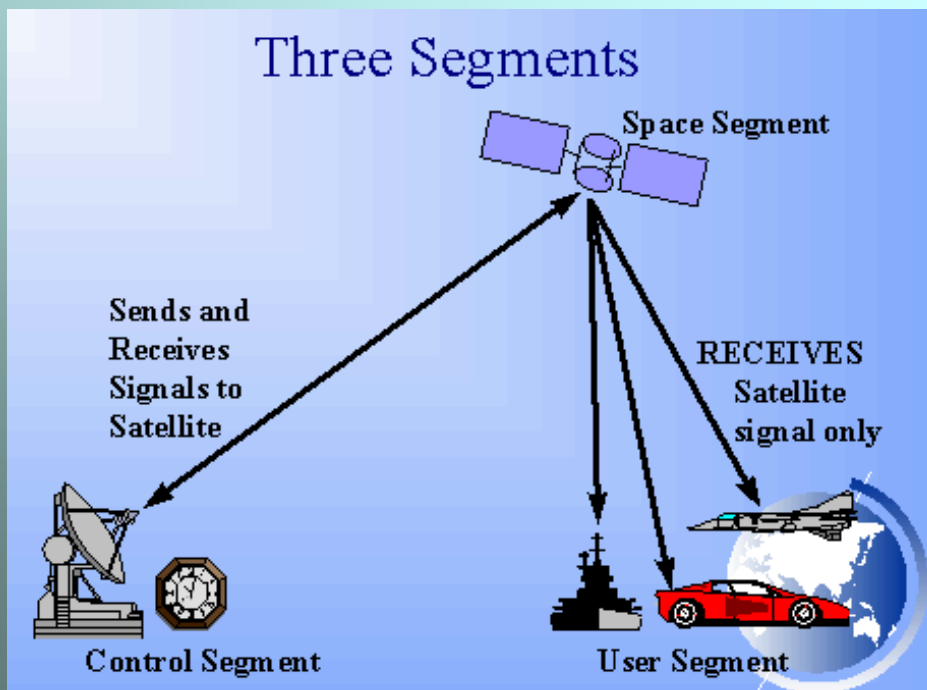 Three Segments
Space Segment
Sends and
Receives
Signals to
Satellite
RECEIVES
Satellite
signal only
Control Segment
User Segment